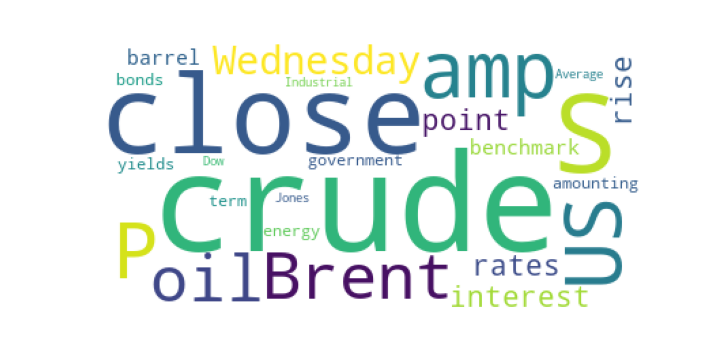 barrel Wednesday amp Average rise
bonds Industrial
close point S
benchmark
yields Dow government
crude amounting
term Jones
P energy US
oil Brent rates
interest